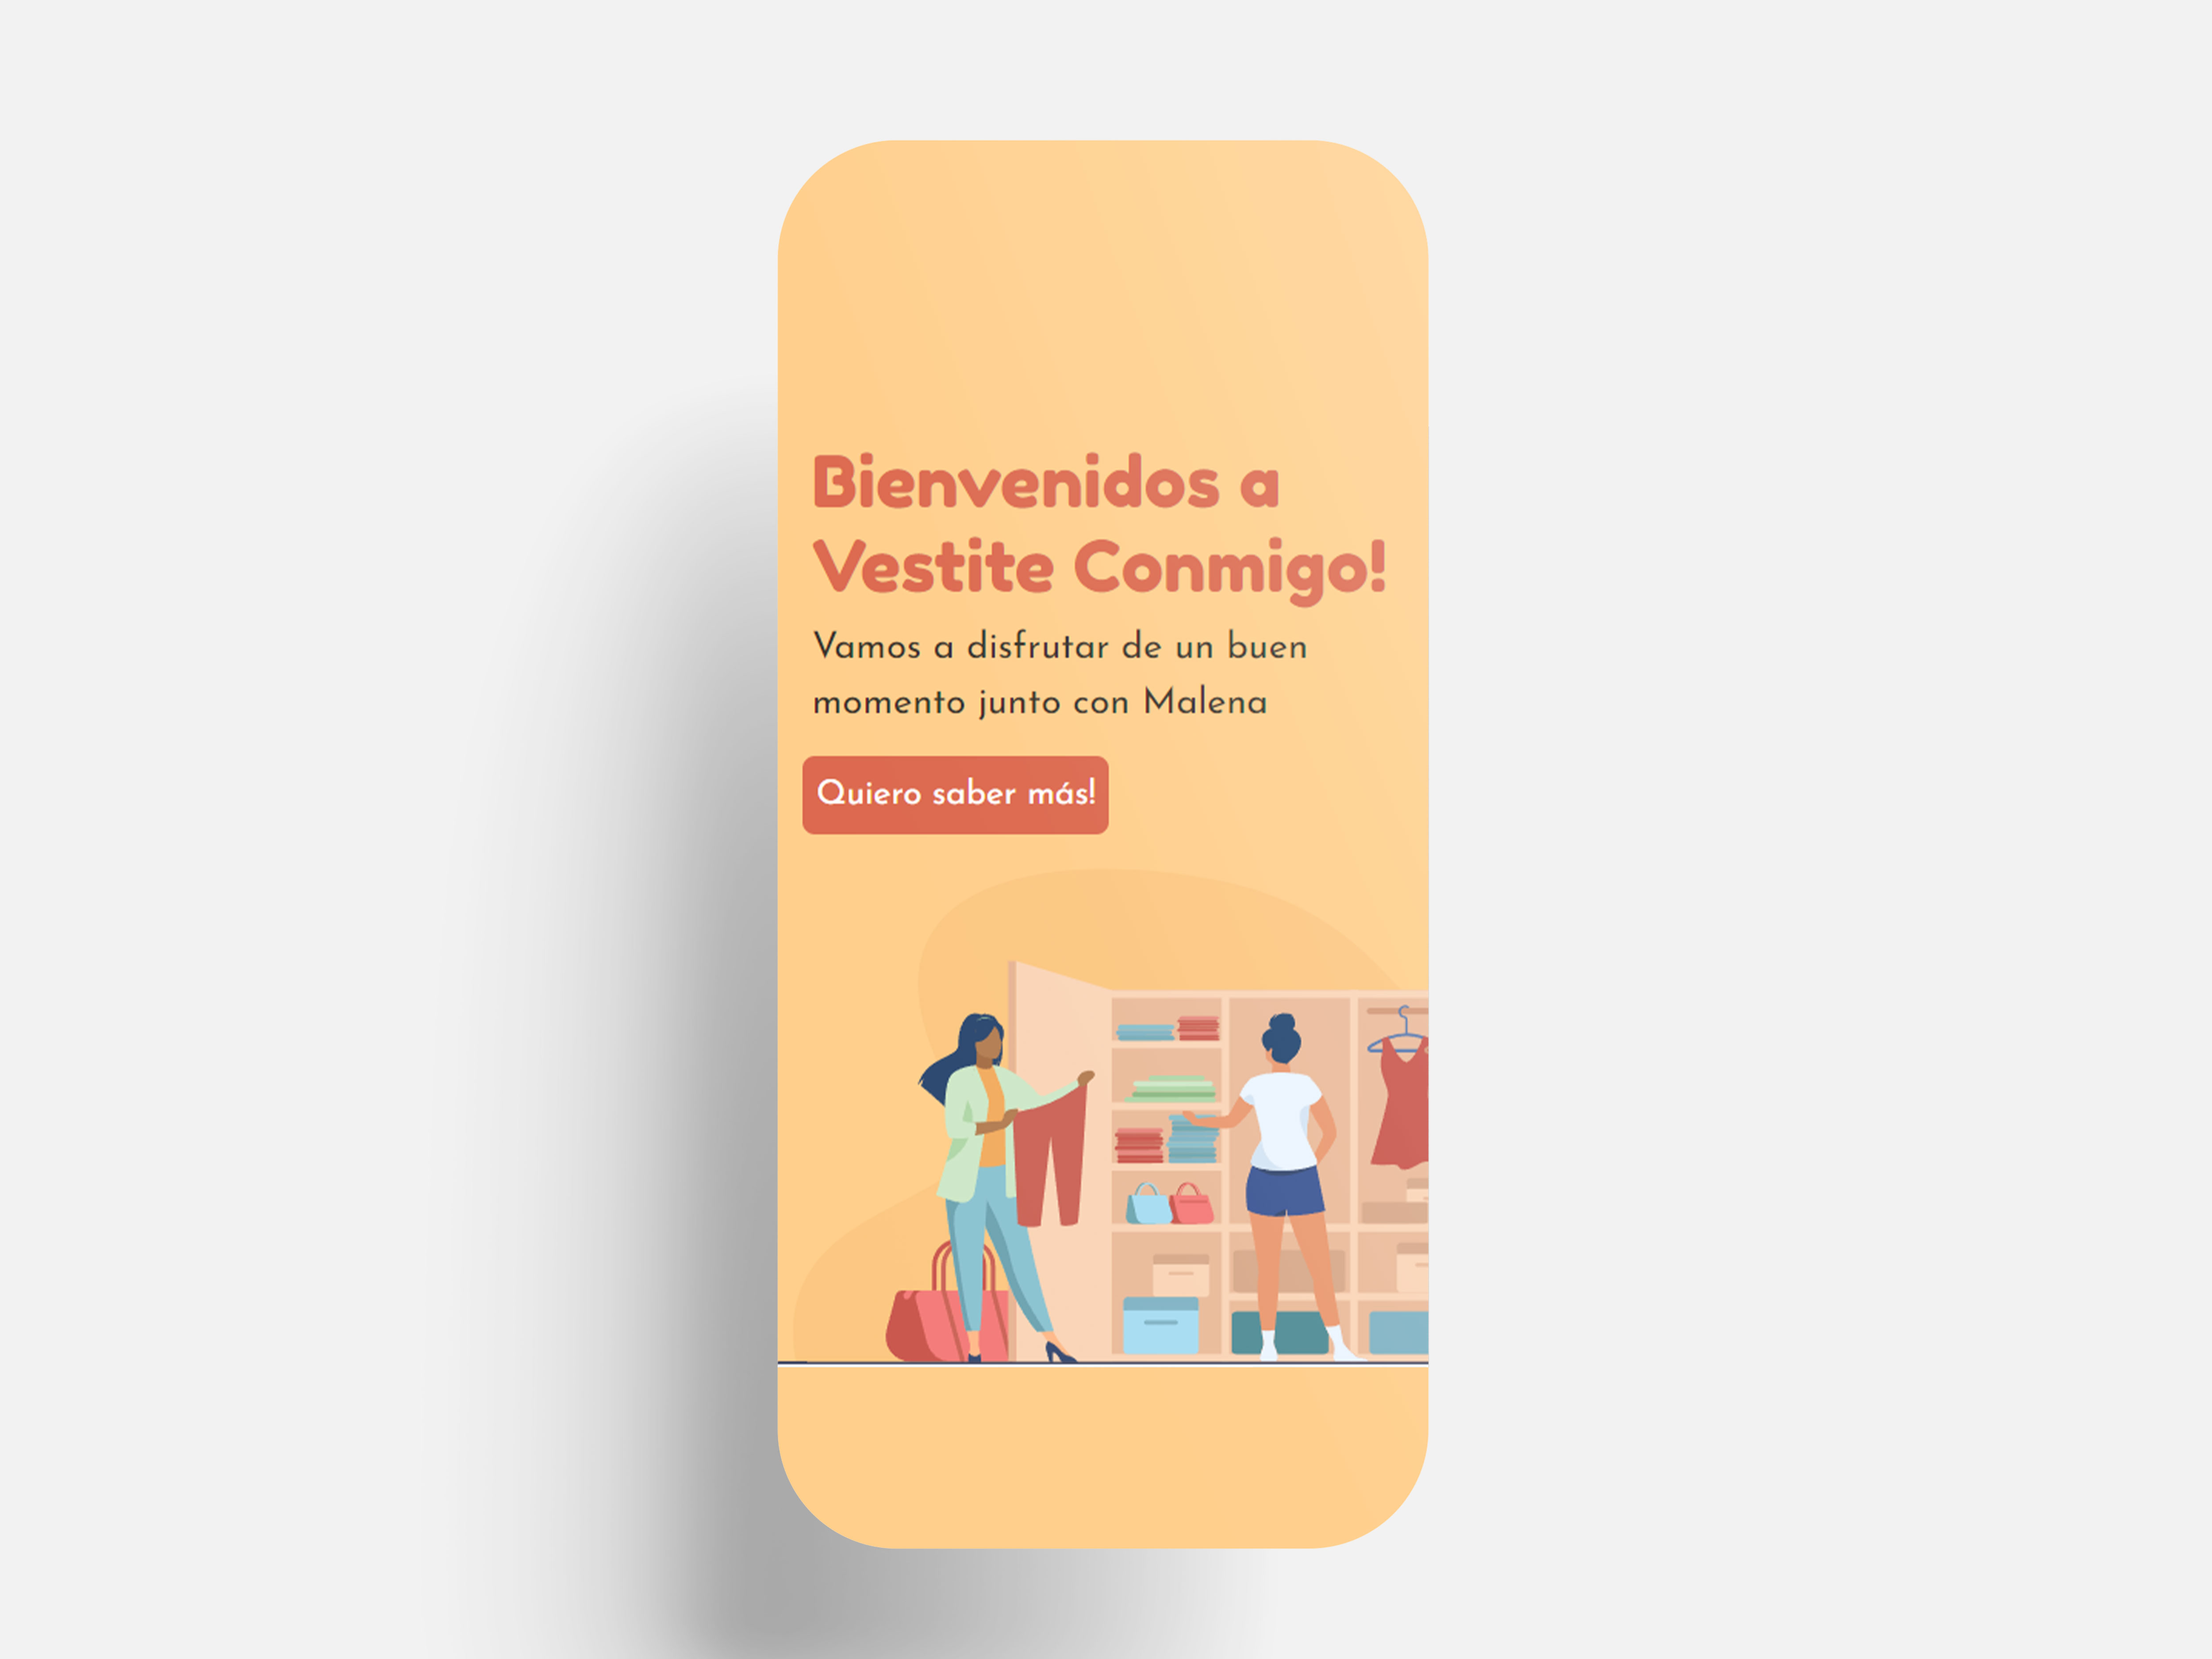 Bienvenidos a
Vestite Conmigo!
Vamos a disfrutar de un buen
momento junto con Malena
Quiero saber más!